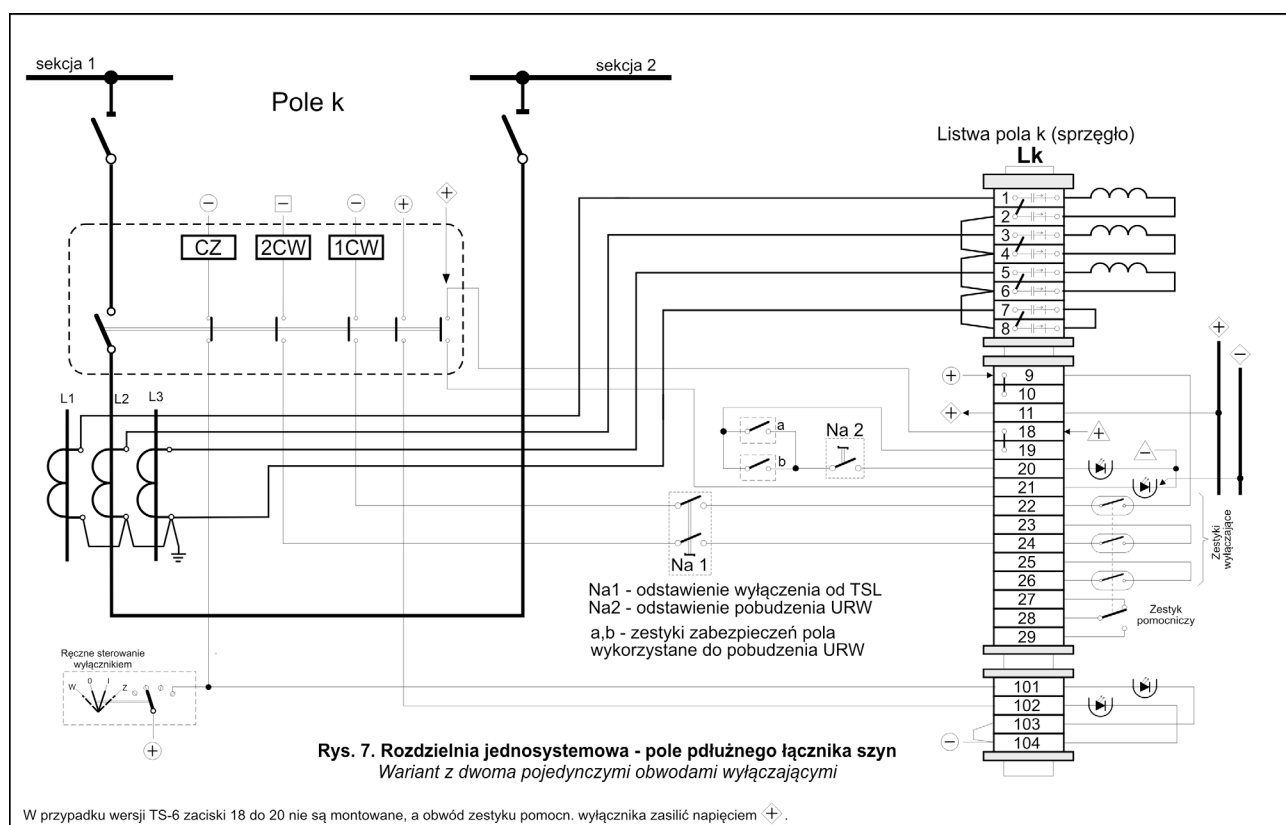 sekcja 1
sekcja 2
Pole k
Listwa pola k (sprzęgło)
Lk
CZ
2CW
1CW
1
2
3
4
5
6
7
8
L1
L2
L3
9
10
11
18
19
20
21
22
23
24
25
26
27
28
29
a
b
Na 2
Na 1
Zestyki
wyłączające
Zestyk
pomocniczy
Na1 - odstawienie wyłączenia od TSL
Na2 - odstawienie pobudzenia URW
a,b - zestyki zabezpieczeń pola
wykorzystane do pobudzenia URW
Ręczne sterowanie
wyłącznikiem
W
0
I
Z
101
102
103
104
Rys. 7. Rozdzielnia jednosystemowa - pole pdłużnego łącznika szyn
Wariant z dwoma pojedynczymi obwodami wyłączającymi
W przypadku wersji TS-6 zaciski 18 do 20 nie są montowane, a obwód zestyku pomocn. wyłącznika zasilić napięciem + .